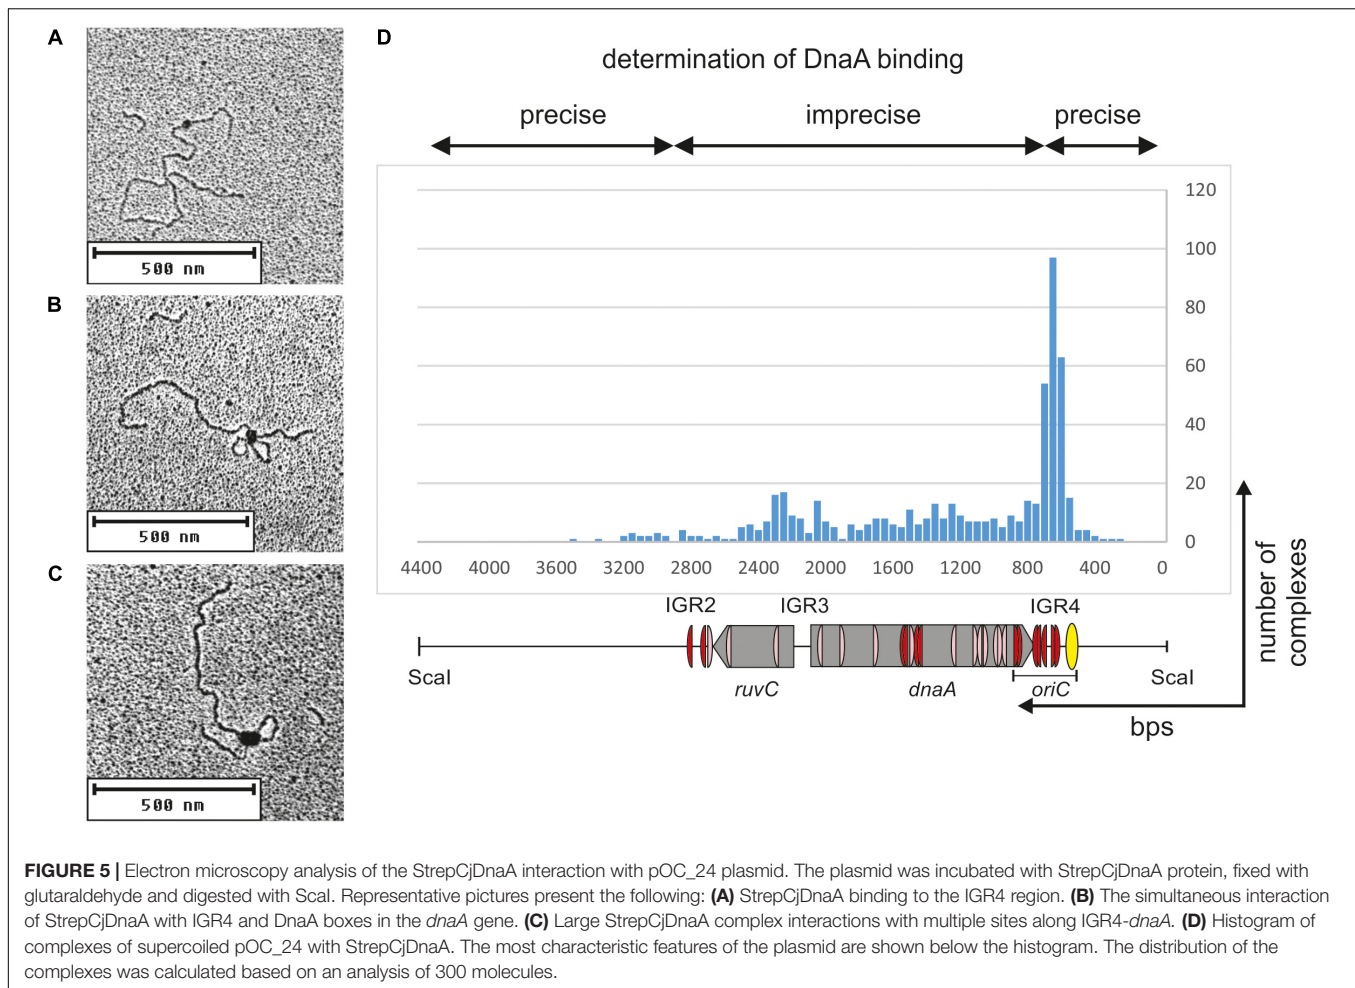 A
500 nm
B
500 nm
C
500 nm
D
determination of DnaA binding
precise
imprecise
precise
120
100
80
60
40
20
0
4400 4000 3600 3200 2800 2400 2000 1600 1200 800 400 0
IGR2 IGR3 IGR4
ScaI ruvC dnaA oriC ScaI
bps
number of
complexes
FIGURE 5 | Electron microscopy analysis of the StrepCjDnaA interaction with pOC_24 plasmid. The plasmid was incubated with StrepCjDnaA protein, fixed with
glutaraldehyde and digested with ScaI. Representative pictures present the following: (A) StrepCjDnaA binding to the IGR4 region. (B) The simultaneous interaction
of StrepCjDnaA with IGR4 and DnaA boxes in the dnaA gene. (C) Large StrepCjDnaA complex interactions with multiple sites along IGR4-dnaA. (D) Histogram of
complexes of supercoiled pOC_24 with StrepCjDnaA. The most characteristic features of the plasmid are shown below the histogram. The distribution of the
complexes was calculated based on an analysis of 300 molecules.